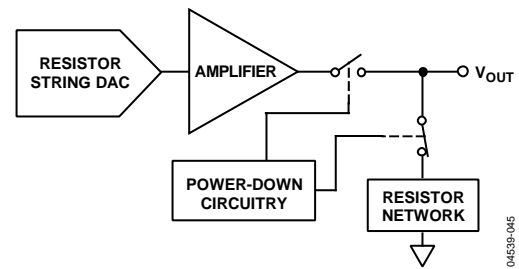 RESISTOR
STRING DAC
AMPLIFIER
VOUT
POWER-DOWN
CIRCUITRY
RESISTOR
NETWORK
04539-045